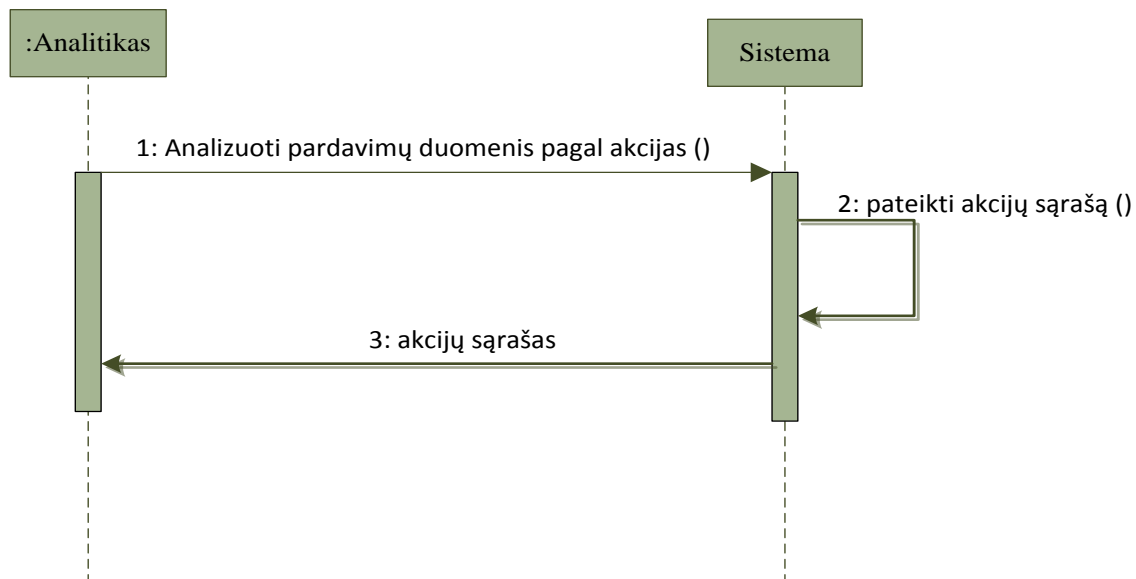 :Analitikas
Sistema
1: Analizuoti pardavimų duomenis pagal akcijas ()
2: pateikti akcijų sąrašą ()
3: akcijų sąrašas